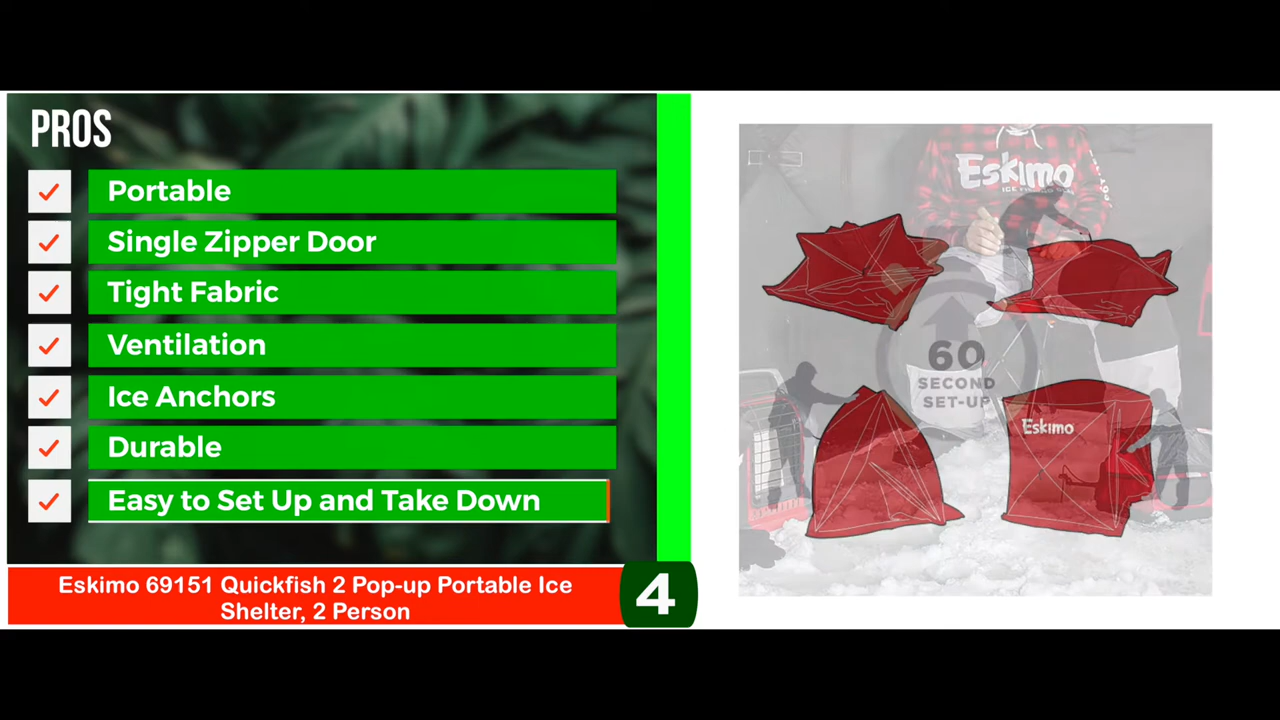 PROS
Portable
Single Zipper Door
Tight Fabric
Ventilation
Ice Anchors
Durable
Easy to Set Up and Take Down
Eskimo 69151 Quickfish 2 Pop-up Portable Ice
Shelter, 2 Person
4
Eskimo
60
SECOND
SET-UP
Eskimo